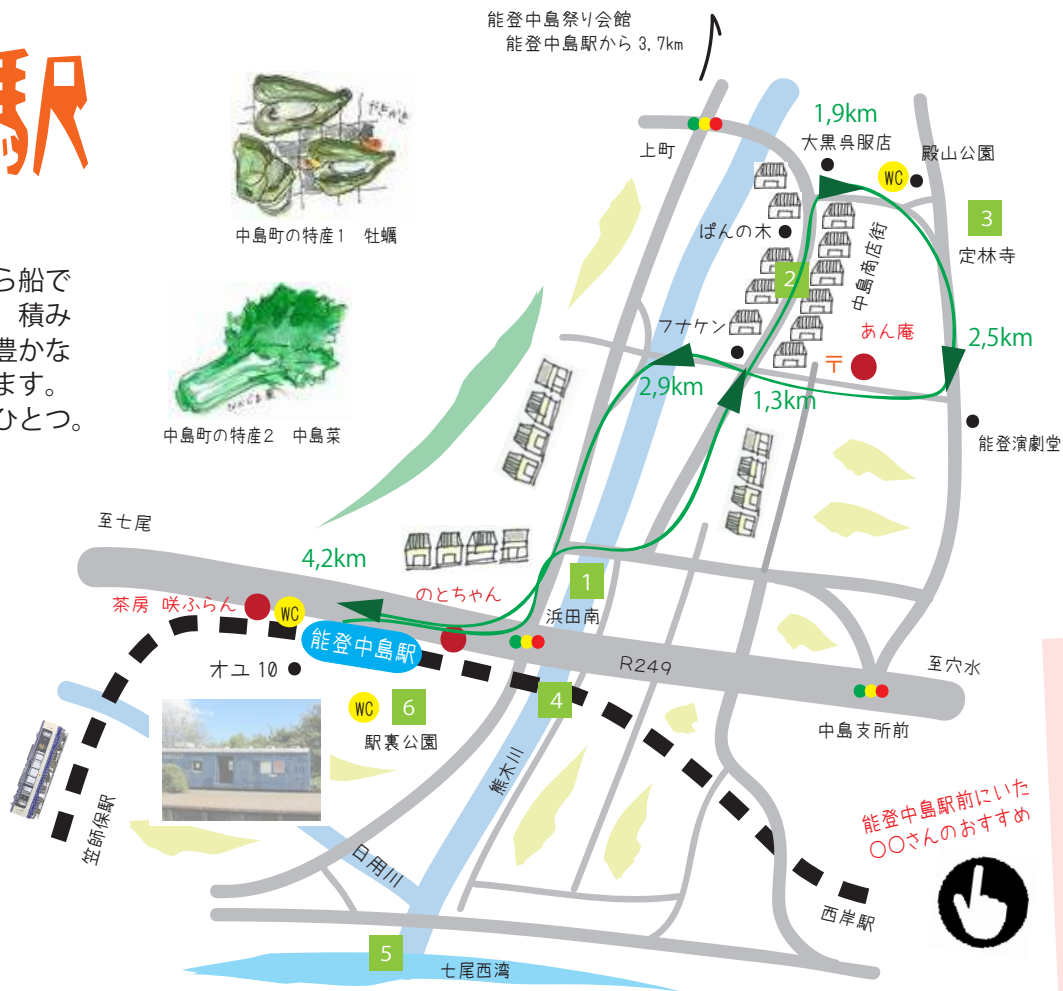 駅
能登中島祭り会館
能登中島駅から 3,7km
中島町の特産1 牡蠣
ら船で
積み
豊かな
ます。
ひとつ。
中島町の特産2 中島菜
上町
1,9km
大黒呉服店
殿山公園
WC
3
定林寺
ぱんの木
2
中島商店街
フナケン
あん庵
〒
2,5km
2,9km
1,3km
能登演劇堂
至七尾
4,2km
のとちゃん
1
浜田南
茶房 咲ふらん
WC
能登中島駅
オユ 10
R249
至穴水
WC
6
駅裏公園
4
中島支所前
熊木川
笠師保駅
日用川
能登中島駅前にいた
〇〇さんのおすすめ
西岸駅
5
七尾西湾